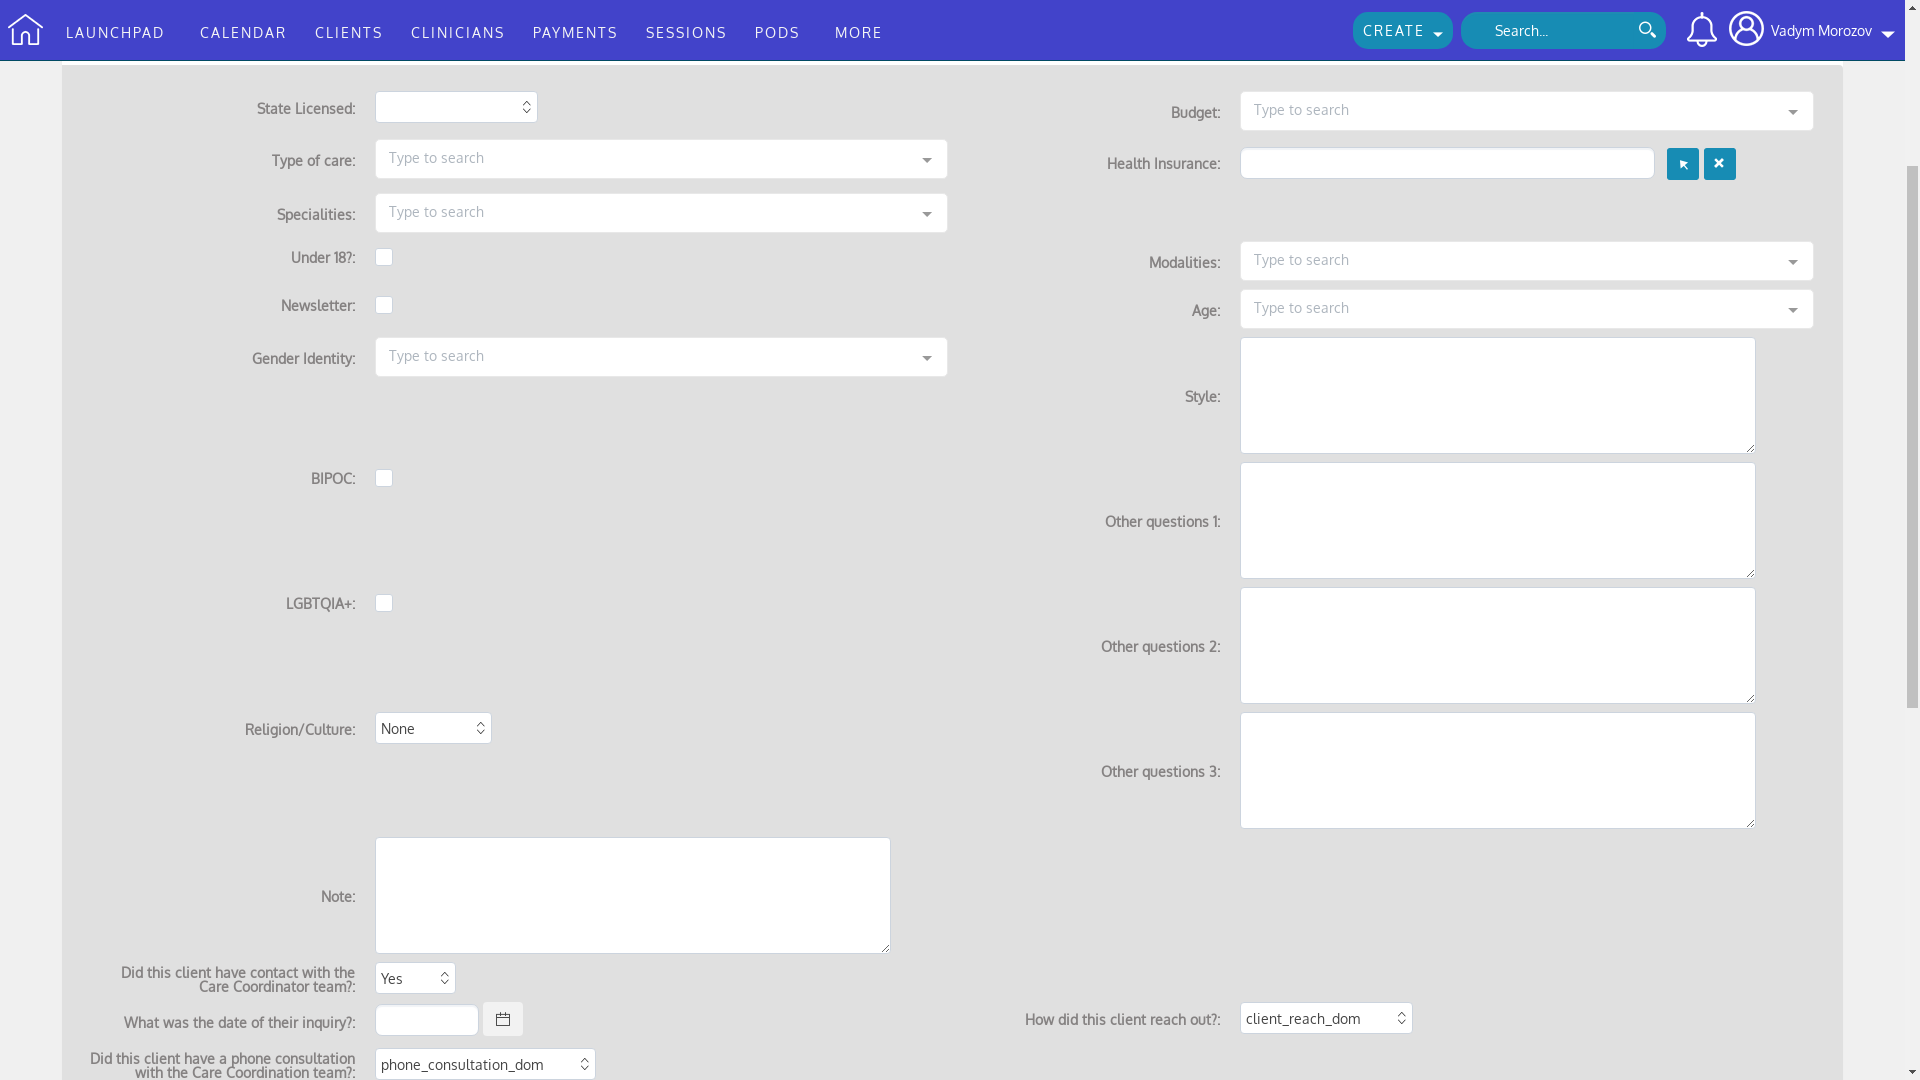 LAUNCHPAD CALENDAR CLIENTS CLINICIANS PAYMENTS SESSIONS PODS MORE CREATE Search... Vadym Morozov
State Licensed:
Budget: Type to search
Type of care: Type to search
Health Insurance:
Specialities: Type to search
Under 18?:
Modalities: Type to search
Newsletter:
Age: Type to search
Gender Identity: Type to search
Style:
BIPOC:
Other questions 1:
LGBTQIA+:
Other questions 2:
Religion/Culture: None
Other questions 3:
Note:
Did this client have contact with the
Care Coordinator team?: Yes
What was the date of their inquiry?:
How did this client reach out?: client_reach_dom
Did this client have a phone consultation
with the Care Coordination team?: phone_consultation_dom